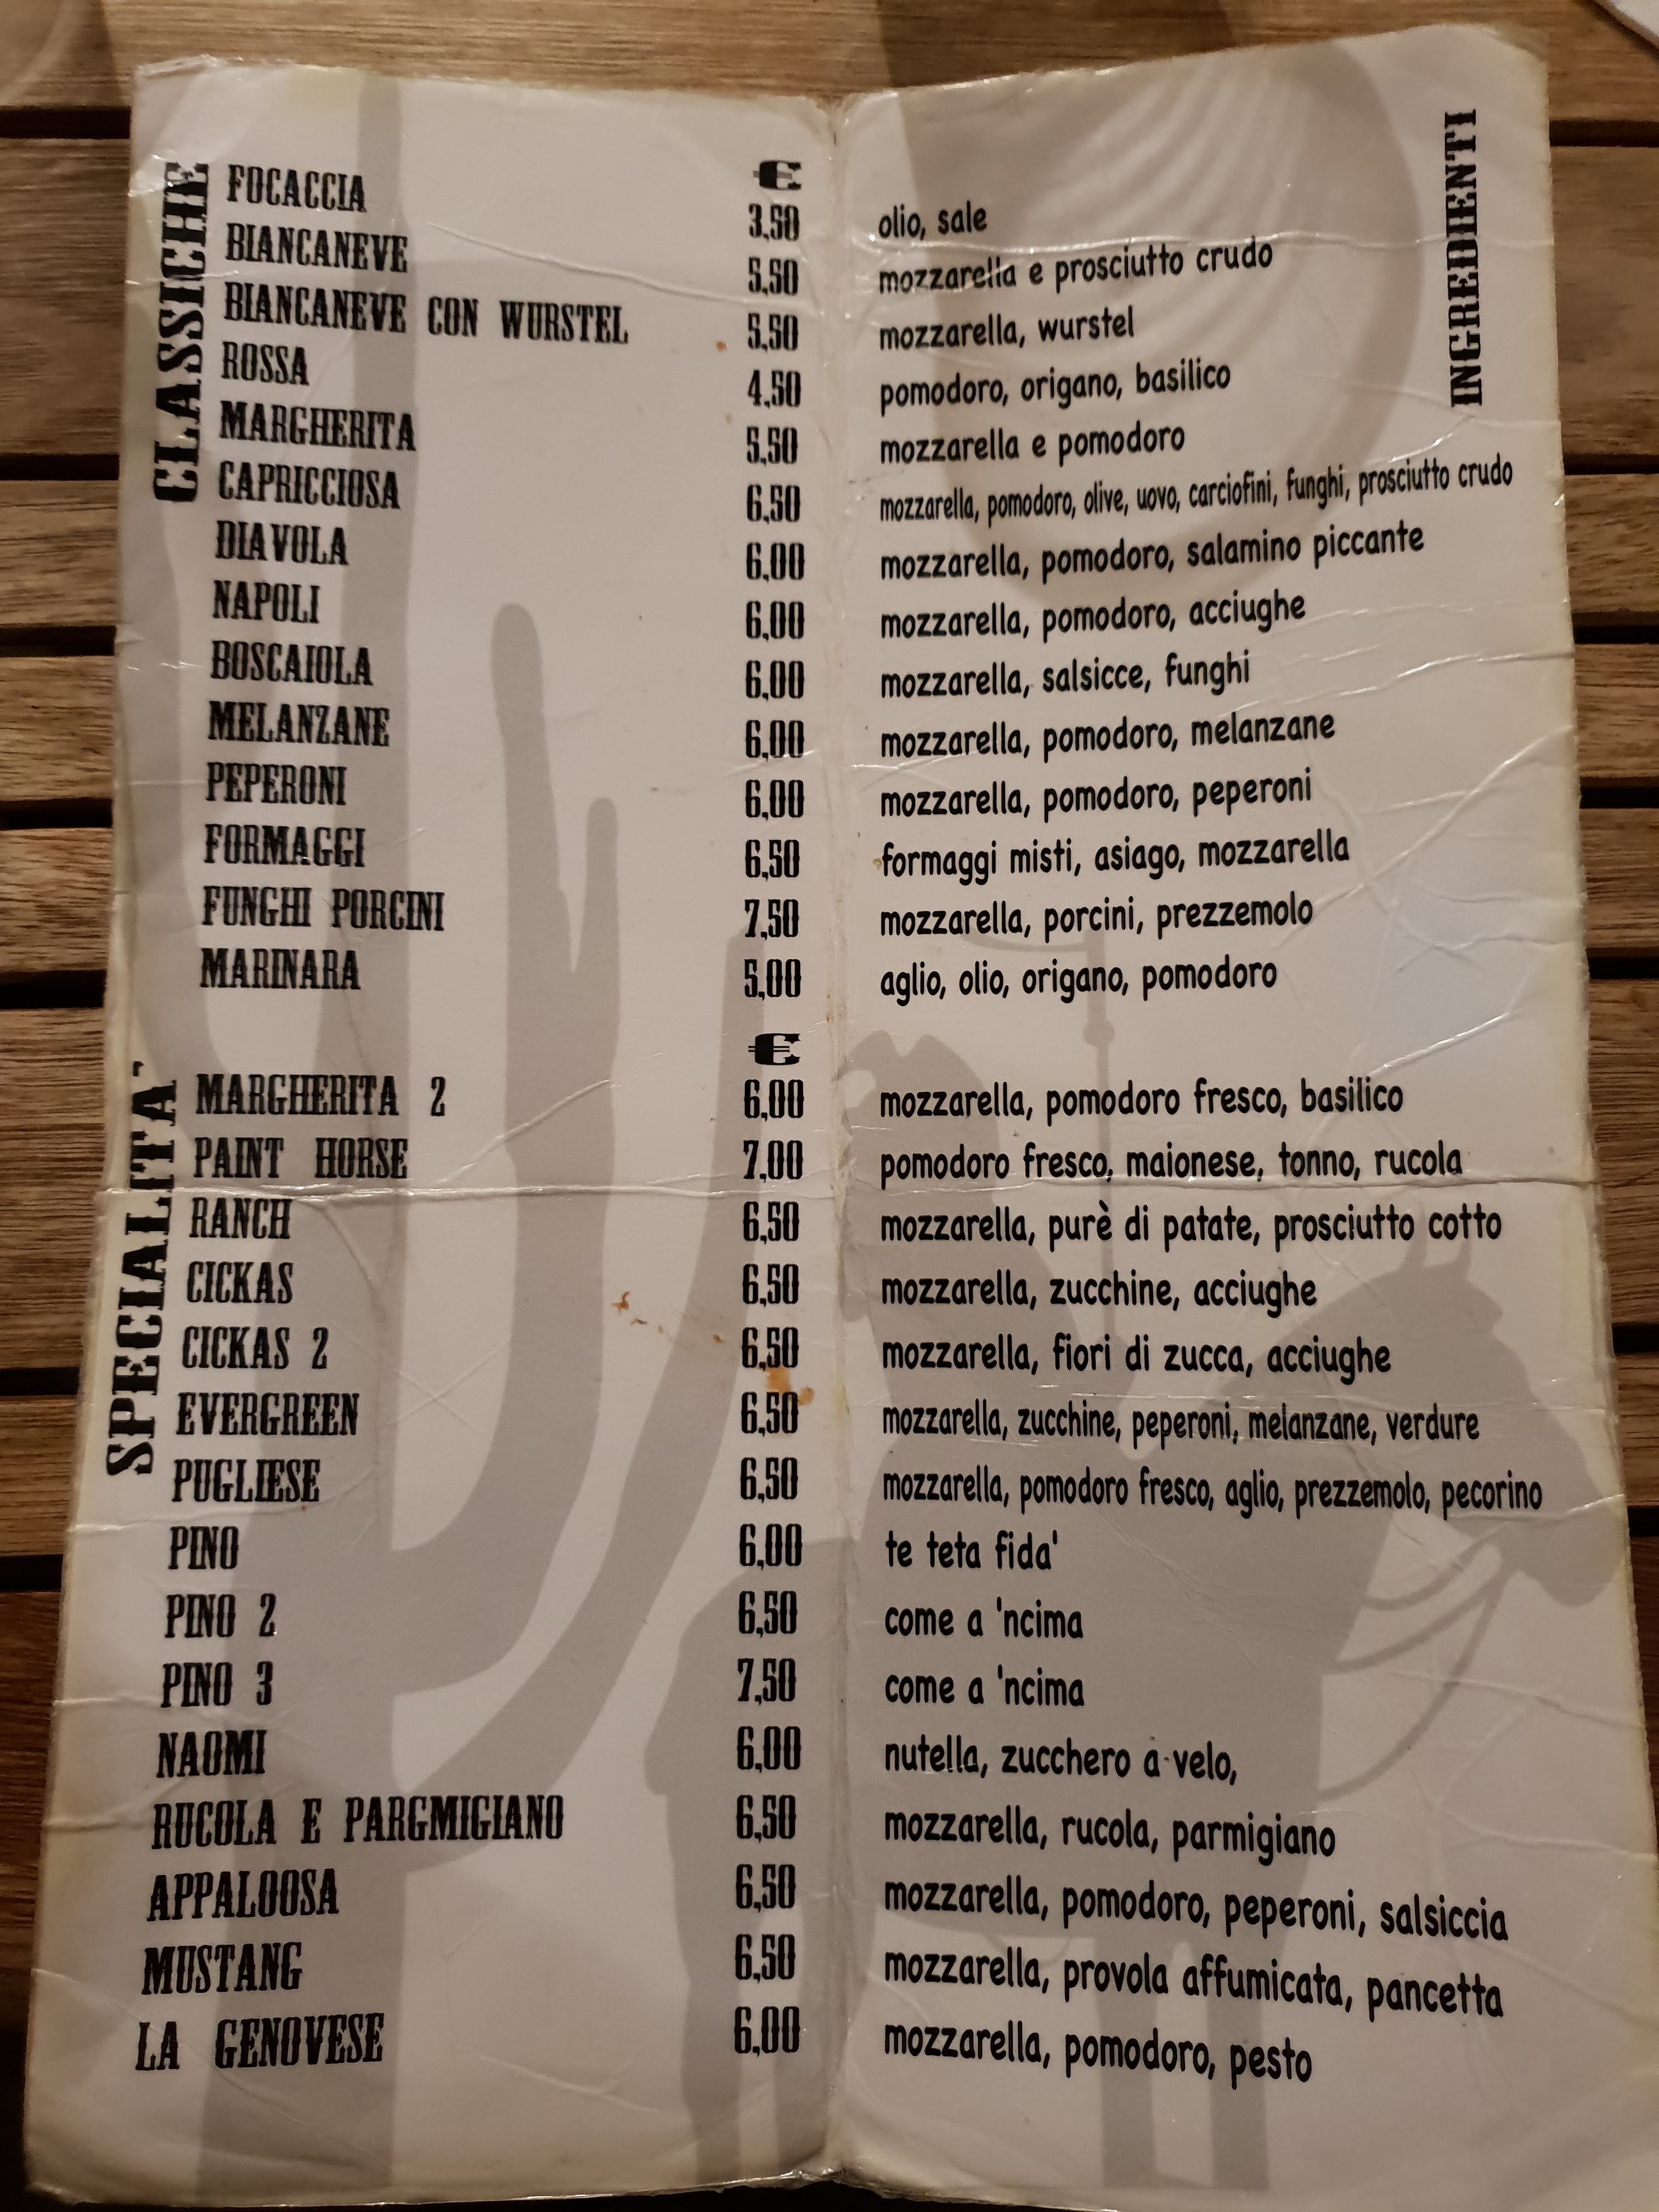 CLASSICHE
€
INGREDIENTI
FOCACCIA 3,50 olio, sale
BIANCANEVE 5,50 mozzarella e prosciutto crudo
BIANCANEVE CON WURSTEL 5,50 mozzarella, wurstel
ROSSA 4,50 pomodoro, origano, basilico
MARGHERITA 5,50 mozzarella e pomodoro
CAPRICCIOSA 6,50 mozzarella, pomodoro, olive, uovo, carciofini, funghi, prosciutto crudo
DIAVOLA 6,00 mozzarella, pomodoro, salamino piccante
NAPOLI 6,00 mozzarella, pomodoro, acciughe
BOSCAIOLA 6,00 mozzarella, salsicce, funghi
MELANZANE 6,00 mozzarella, pomodoro, melanzane
PEPERONI 6,00 mozzarella, pomodoro, peperoni
FORMAGGI 6,50 formaggi misti, asiago, mozzarella
FUNGHI PORCINI 7,50 mozzarella, porcini, prezzemolo
MARINARA 5,00 aglio, olio, origano, pomodoro
SPECIALITA'
€
MARGHERITA 2 6,00 mozzarella, pomodoro fresco, basilico
PAINT HORSE 7,00 pomodoro fresco, maionese, tonno, rucola
RANCH 6,50 mozzarella, purè di patate, prosciutto cotto
CICKAS 6,50 mozzarella, zucchine, acciughe
CICKAS 2 6,50 mozzarella, fiori di zucca, acciughe
EVERGREEN 6,50 mozzarella, zucchine, peperoni, melanzane, verdure
PUGLIESE 6,50 mozzarella, pomodoro fresco, aglio, prezzemolo, pecorino
PINO 6,00 te teta fida'
PINO 2 6,50 come a 'ncima
PINO 3 7,50 come a 'ncima
NAOMI 6,00 nutella, zucchero a velo,
RUCOLA E PARGMIGIANO 6,50 mozzarella, rucola, parmigiano
APPALOOSA 6,50 mozzarella, pomodoro, peperoni, salsiccia
MUSTANG 6,50 mozzarella, provola affumicata, pancetta
LA GENOVESE 6,00 mozzarella, pomodoro, pesto